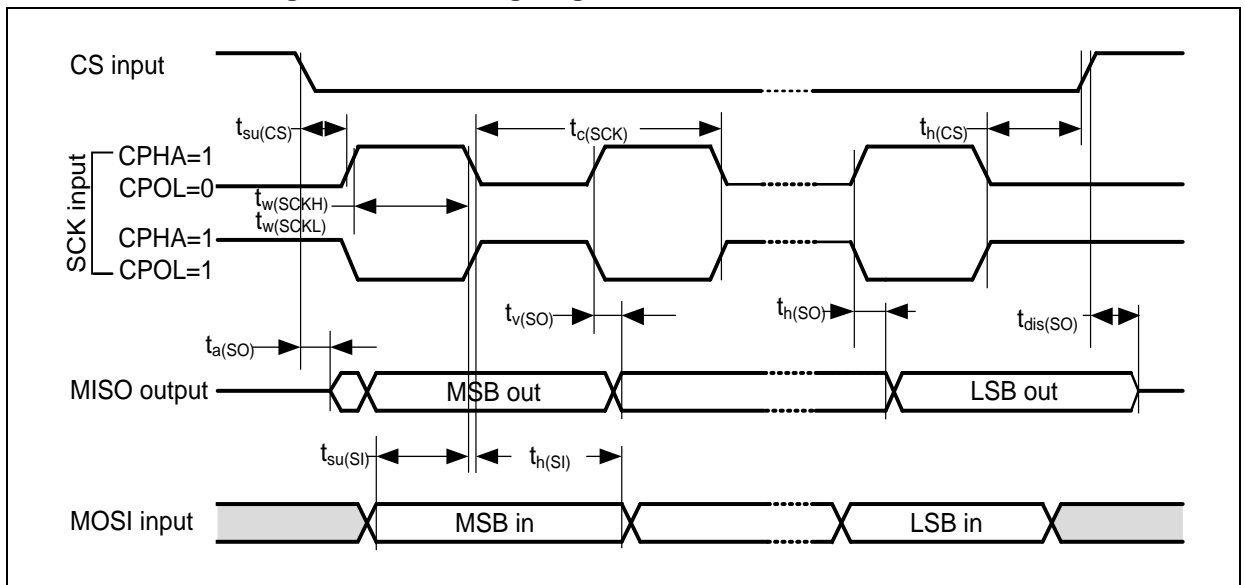 CS input
tsu(CS)
tc(SCK)
th(CS)
SCK input
CPHA=1
CPOL=0
tw(SCKH)
tw(SCKL)
CPHA=1
CPOL=1
tv(SO)
th(SO)
tdis(SO)
ta(SO)
MISO output
MSB out
LSB out
tsu(SI)
th(SI)
MOSI input
MSB in
LSB in